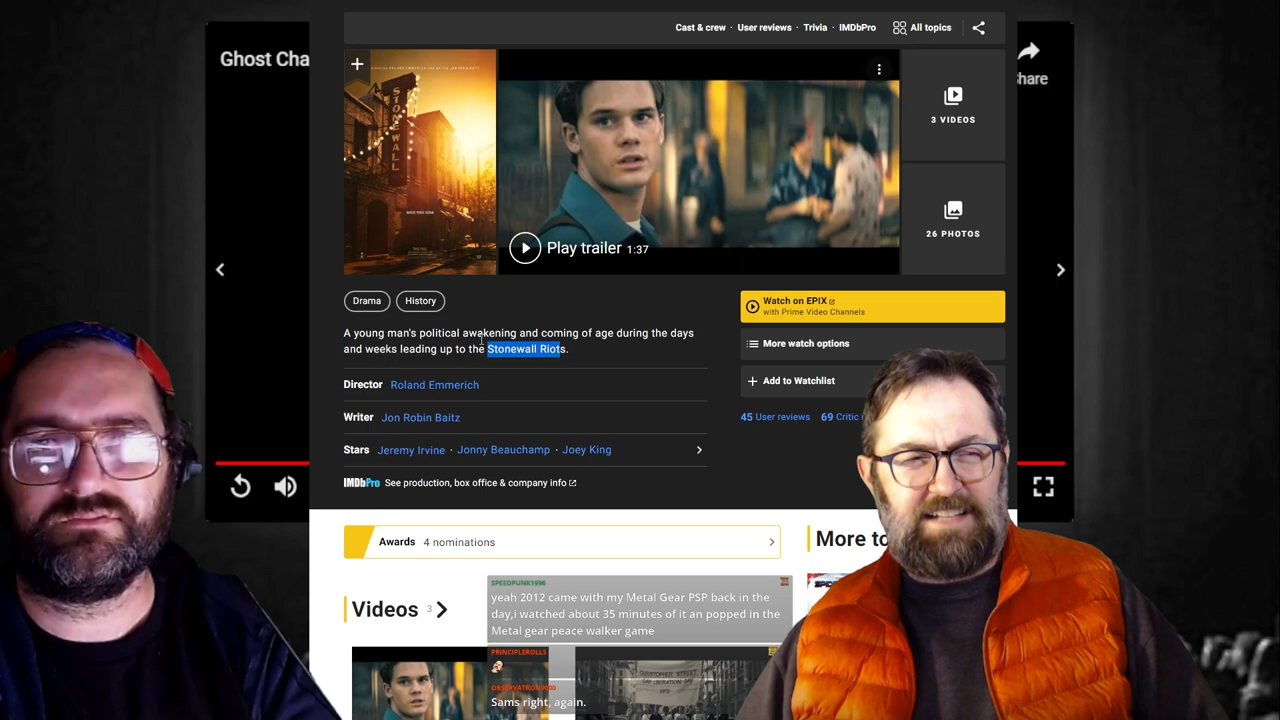 Cast & crew · User reviews · Trivia · IMDbPro All topics
Ghost Cha
hare
STONEWALL
3 VIDEOS
Play trailer 1:37
26 PHOTOS
Drama History
Watch on EPIX
with Prime Video Channels
A young man's political awakening and coming of age during the days
and weeks leading up to the Stonewall Riots.
More watch options
Director Roland Emmerich
Add to Watchlist
Writer Jon Robin Baitz
45 User reviews 69 Critic
Stars Jeremy Irvine · Jonny Beauchamp · Joey King
IMDbPro See production, box office & company info
Awards 4 nominations
More to
Videos 3
SPEEDPUNK1996
yeah 2012 came with my Metal Gear PSP back in the
day,i watched about 35 minutes of it an popped in the
Metal gear peace walker game
PRINCIPLEROLLS
Sams right, again.